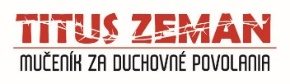 TITUS ZEMAN
MUČENÍK ZA DUCHOVNÉ POVOLANIA